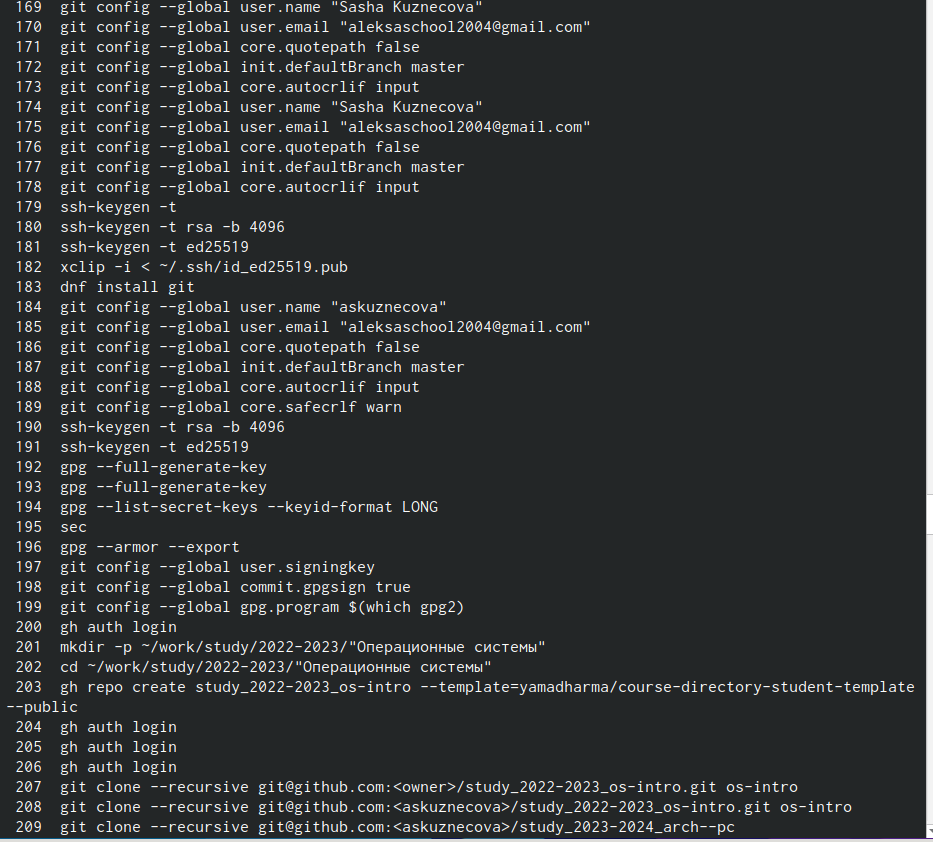 169 git config --global user.name "Sasha Kuznecova"
170 git config --global user.email "aleksaschool2004@gmail.com"
171 git config --global core.quotepath false
172 git config --global init.defaultBranch master
173 git config --global core.autocrlif input
174 git config --global user.name "Sasha Kuznecova"
175 git config --global user.email "aleksaschool2004@gmail.com"
176 git config --global core.quotepath false
177 git config --global init.defaultBranch master
178 git config --global core.autocrlif input
179 ssh-keygen -t
180 ssh-keygen -t rsa -b 4096
181 ssh-keygen -t ed25519
182 xclip -i < ~/.ssh/id_ed25519.pub
183 dnf install git
184 git config --global user.name "askuznecova"
185 git config --global user.email "aleksaschool2004@gmail.com"
186 git config --global core.quotepath false
187 git config --global init.defaultBranch master
188 git config --global core.autocrlif input
189 git config --global core.safecrlf warn
190 ssh-keygen -t rsa -b 4096
191 ssh-keygen -t ed25519
192 gpg --full-generate-key
193 gpg --full-generate-key
194 gpg --list-secret-keys --keyid-format LONG
195 sec
196 gpg --armor --export
197 git config --global user.signingkey
198 git config --global commit.gpgsign true
199 git config --global gpg.program $(which gpg2)
200 gh auth login
201 mkdir -p ~/work/study/2022-2023/"Операционные системы"
202 cd ~/work/study/2022-2023/"Операционные системы"
203 gh repo create study_2022-2023_os-intro --template=yamadharma/course-directory-student-template
--public
204 gh auth login
205 gh auth login
206 gh auth login
207 git clone --recursive git@github.com:<owner>/study_2022-2023_os-intro.git os-intro
208 git clone --recursive git@github.com:<askuznecova>/study_2022-2023_os-intro.git os-intro
209 git clone --recursive git@github.com:<askuznecova>/study_2023-2024_arch--pc